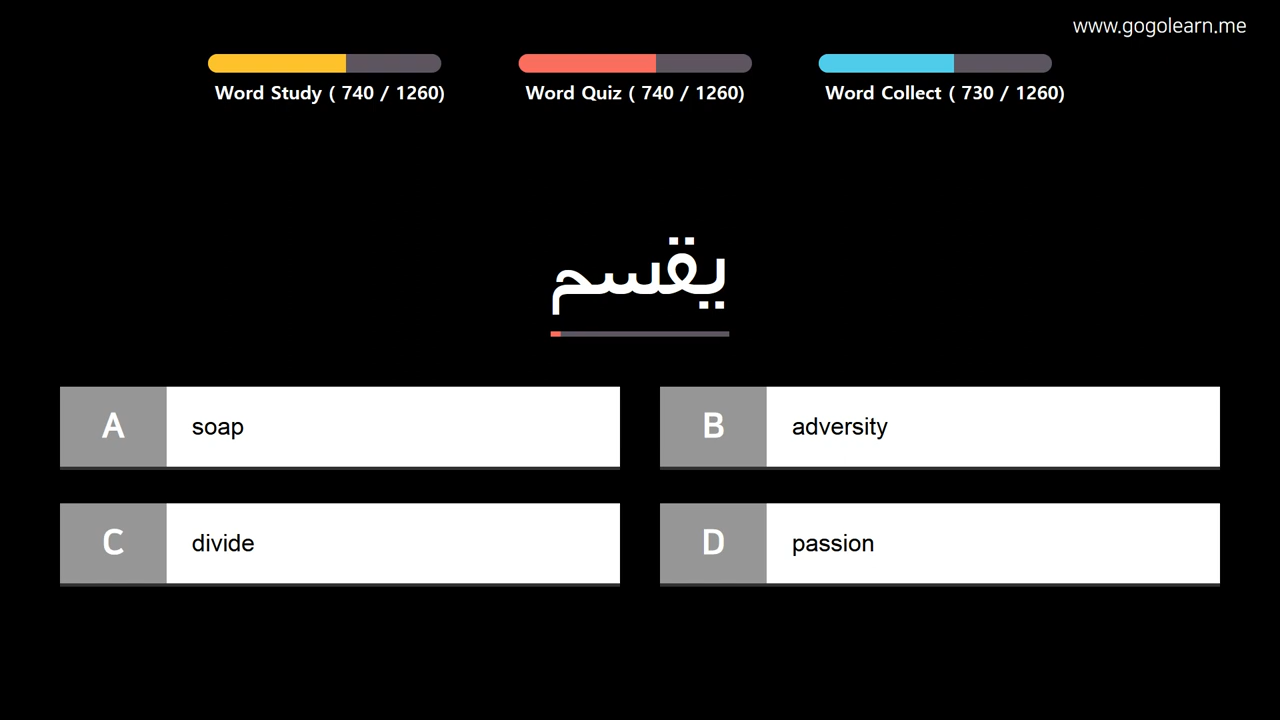 www.gogolearn.me
Word Study ( 740 / 1260)
Word Quiz ( 740 / 1260)
Word Collect ( 730 / 1260)
يقسم
A soap
B adversity
C divide
D passion